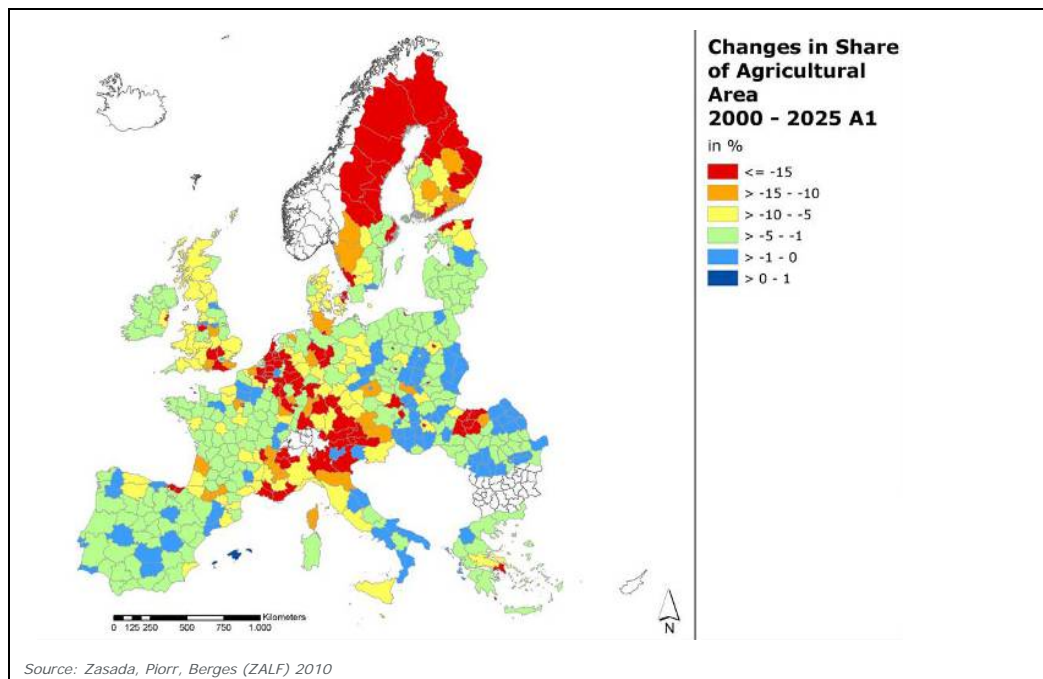 Changes in Share
of Agricultural
Area
2000 - 2025 A1
in %
<= -15
> -15 - -10
> -10 - -5
> -5 - -1
> -1 - 0
> 0 - 1
Kilometers
0 125 250 500 750 1.000
N
Source: Zasada, Piorr, Berges (ZALF) 2010